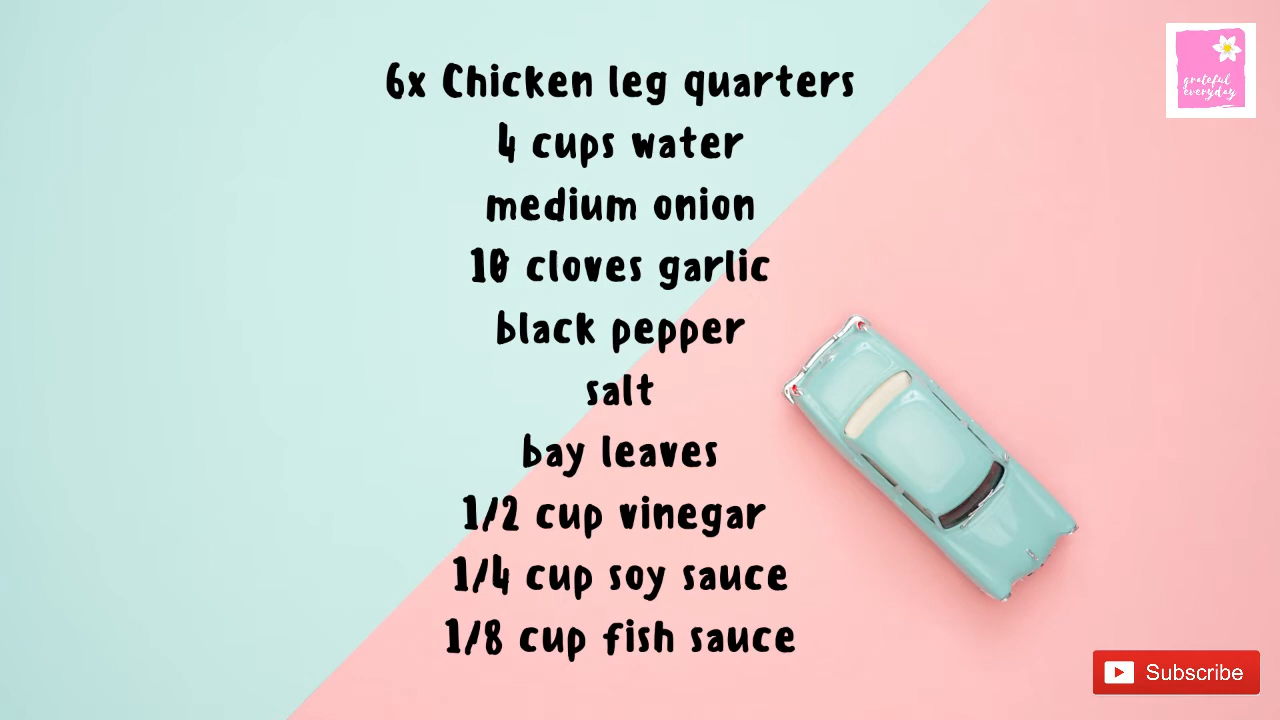 6x Chicken leg quarters
4 cups water
medium onion
10 cloves garlic
black pepper
salt
bay leaves
1/2 cup vinegar
1/4 cup soy sauce
1/8 cup fish sauce
grateful
everyday
Subscribe